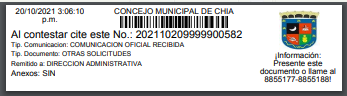 20/10/2021 3:06:10 p.m.
CONCEJO MUNICIPAL DE CHIA
Al contestar cite este No.: 202110209999900582
Tip. Comunicacion: COMUNICACION OFICIAL RECIBIDA
Tip. Documento: OTRAS SOLICITUDES
Remitido a: DIRECCION ADMINISTRATIVA
Anexos: SIN
¡Información:
Presente este
documento o llame al
8855177-8855188!